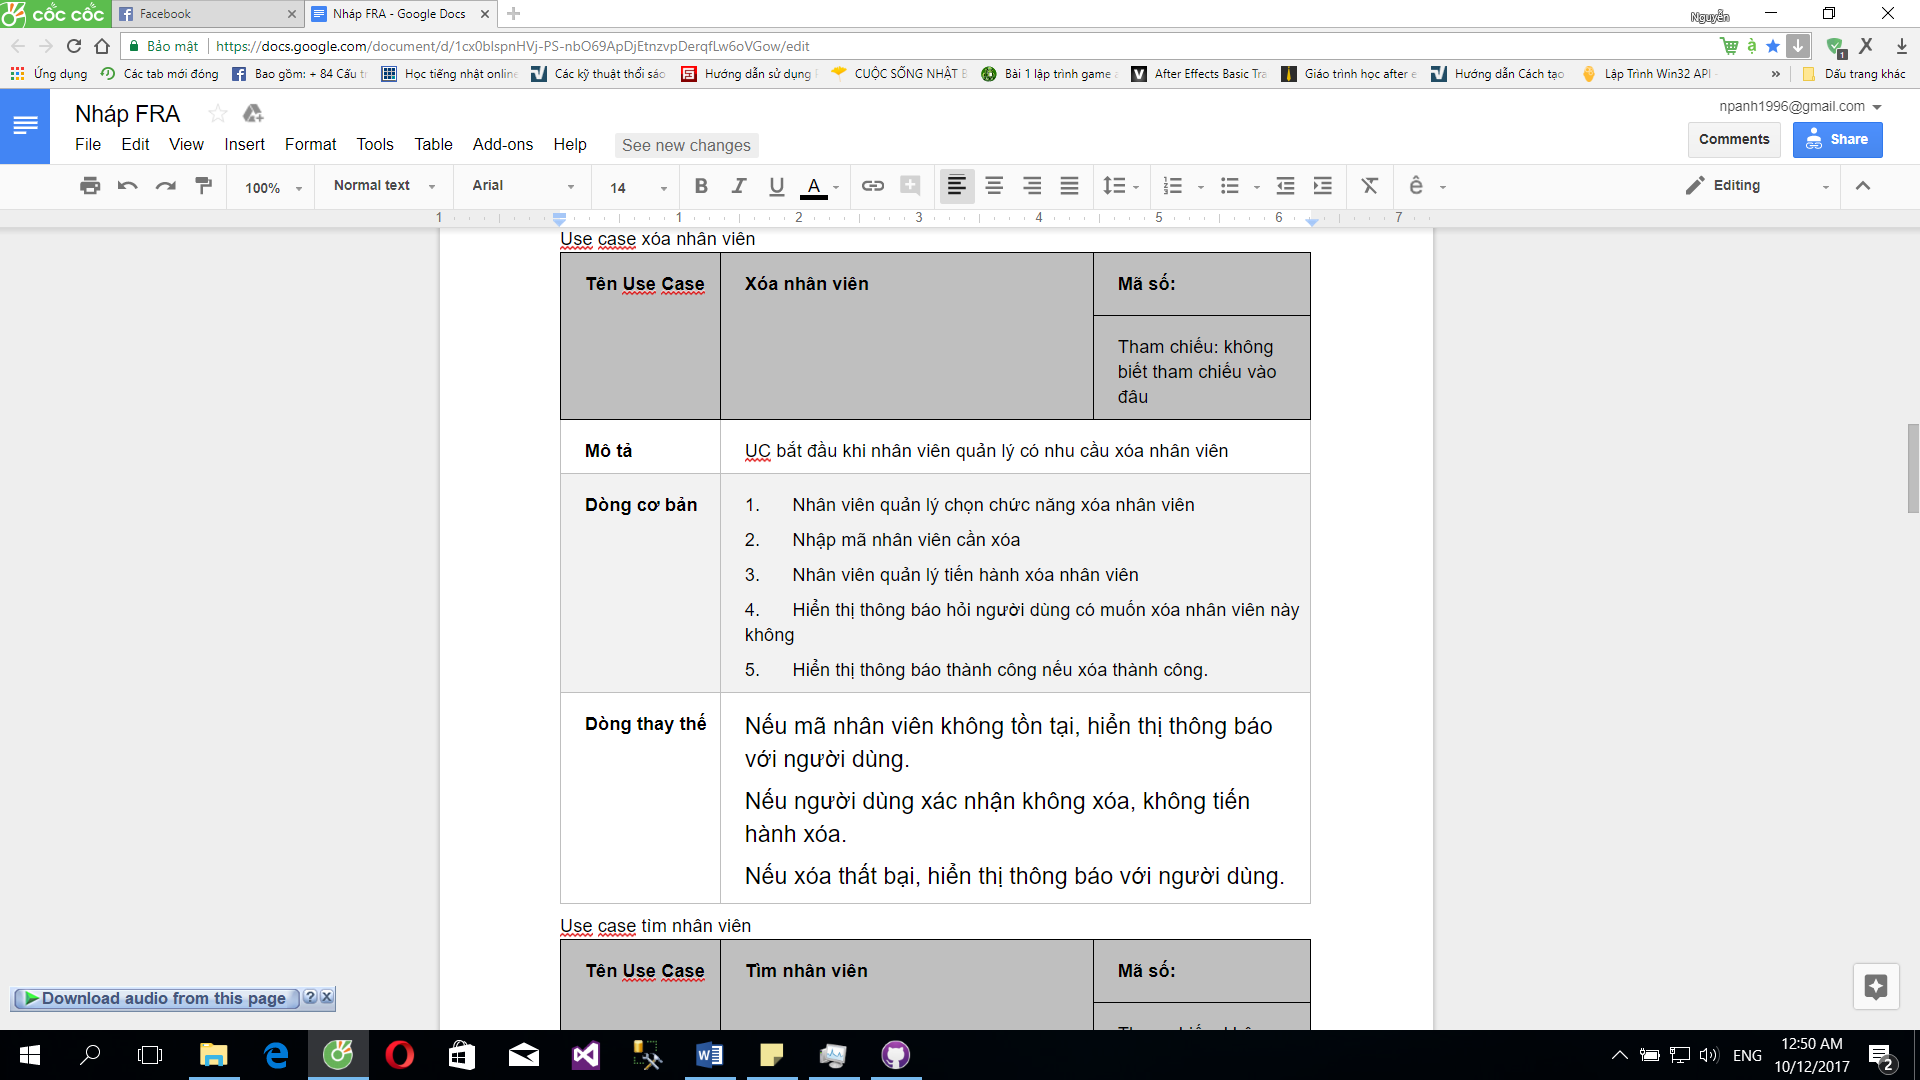 cốc cốc
Facebook
Nháp FRA - Google Docs
Nguyễn
Bảo mật
https://docs.google.com/document/d/1cx0bIspnHVj-PS-nbO69ApDjEtnzvpDerqfLw6oVGow/edit
Ứng dụng
Các tab mới đóng
Bao gồm: + 84 Cấu t
Học tiếng nhật online
Các kỹ thuật thổi sáo
Hướng dẫn sử dụng
CUỘC SỐNG NHẬT B
Bài 1 lập trình game
After Effects Basic Tra
Giáo trình học after e
Hướng dẫn Cách tạo
Lập Trình Win32 API -
»
Dấu trang khác
Nháp FRA
npanh1996@gmail.com
File Edit View Insert Format Tools Table Add-ons Help
See new changes
Comments
Share
100%
Normal text
Arial
14
B I U A
ê
Editing
1 1 2 3 4 5 6 7
Use case xóa nhân viên
Tên Use Case
Xóa nhân viên
Mã số:
Tham chiếu: không
biết tham chiếu vào
đâu
Mô tả
UC bắt đầu khi nhân viên quản lý có nhu cầu xóa nhân viên
Dòng cơ bản
1. Nhân viên quản lý chọn chức năng xóa nhân viên
2. Nhập mã nhân viên cần xóa
3. Nhân viên quản lý tiến hành xóa nhân viên
4. Hiển thị thông báo hỏi người dùng có muốn xóa nhân viên này
không
5. Hiển thị thông báo thành công nếu xóa thành công.
Dòng thay thế
Nếu mã nhân viên không tồn tại, hiển thị thông báo
với người dùng.
Nếu người dùng xác nhận không xóa, không tiến
hành xóa.
Nếu xóa thất bại, hiển thị thông báo với người dùng.
Use case tìm nhân viên
Tên Use Case
Tìm nhân viên
Mã số:
Download audio from this page
ENG
12:50 AM
10/12/2017
2